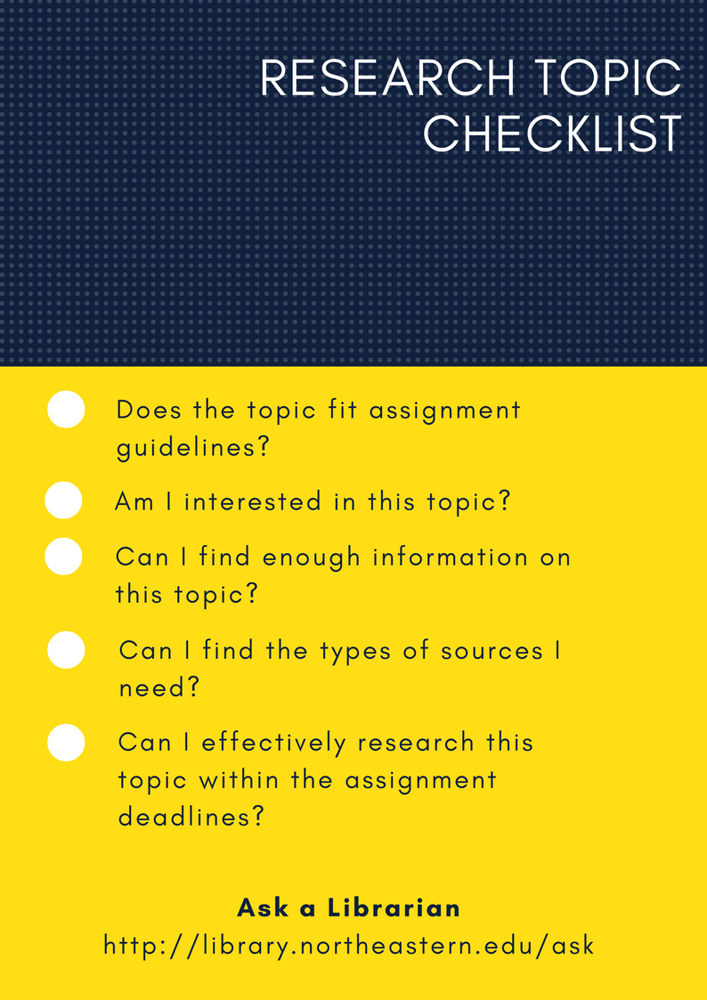 RESEARCH TOPIC
CHECKLIST
Does the topic fit assignment
guidelines?
Am I interested in this topic?
Can I find enough information on
this topic?
Can I find the types of sources I
need?
Can I effectively research this
topic within the assignment
deadlines?
Ask a Librarian
http://library.northeastern.edu/ask